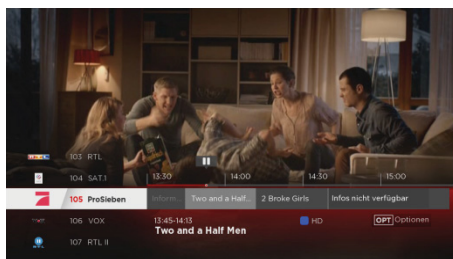 103 RTL
104 SAT.1
13:30 14:00 14:30 15:00
105 ProSieben Inform... Two and a Half... 2 Broke Girls Infos nicht verfügbar
106 VOX 13:45-14:13 HD OPT Optionen
Two and a Half Men
107 RTL II